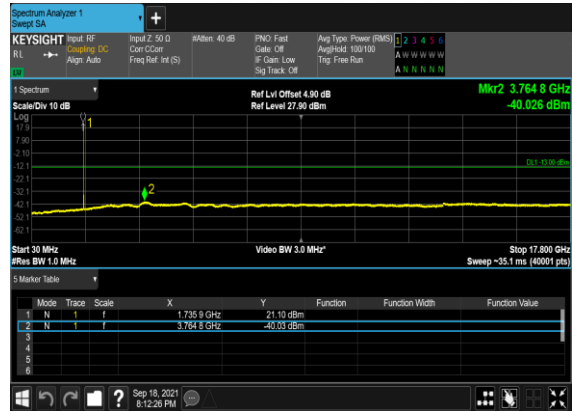 Spectrum Analyzer 1
Swept SA
+
KEYSIGHT Input: RF Input Z: 50 Ω #Atten: 40 dB PNO: Fast Avg Type: Power (RMS) 1 2 3 4 5 6
RL Coupling: DC Corr CCorr Gate: Off Avg|Hold: 100/100 A W W W W W
Align: Auto Freq Ref: Int (S) IF Gain: Low Trig: Free Run
LW Sig Track: Off A N N N N N
1 Spectrum Ref Lvl Offset 4.90 dB Mkr2 3.764 8 GHz
Scale/Div 10 dB Ref Level 27.90 dBm -40.026 dBm
Log
17.9
7.90
-2.10
-12.1
-22.1
-32.1
-42.1
-52.1
-62.1
1
DL1 -13.00 dBm
2
Start 30 MHz Video BW 3.0 MHz* Stop 17.800 GHz
#Res BW 1.0 MHz Sweep ~35.1 ms (40001 pts)
5 Marker Table
Mode Trace Scale X Y Function Function Width Function Value
1 N 1 f 1.735 9 GHz 21.10 dBm
2 N 1 f 3.764 8 GHz -40.03 dBm
3
4
5
6
? Sep 18, 2021
8:12:26 PM